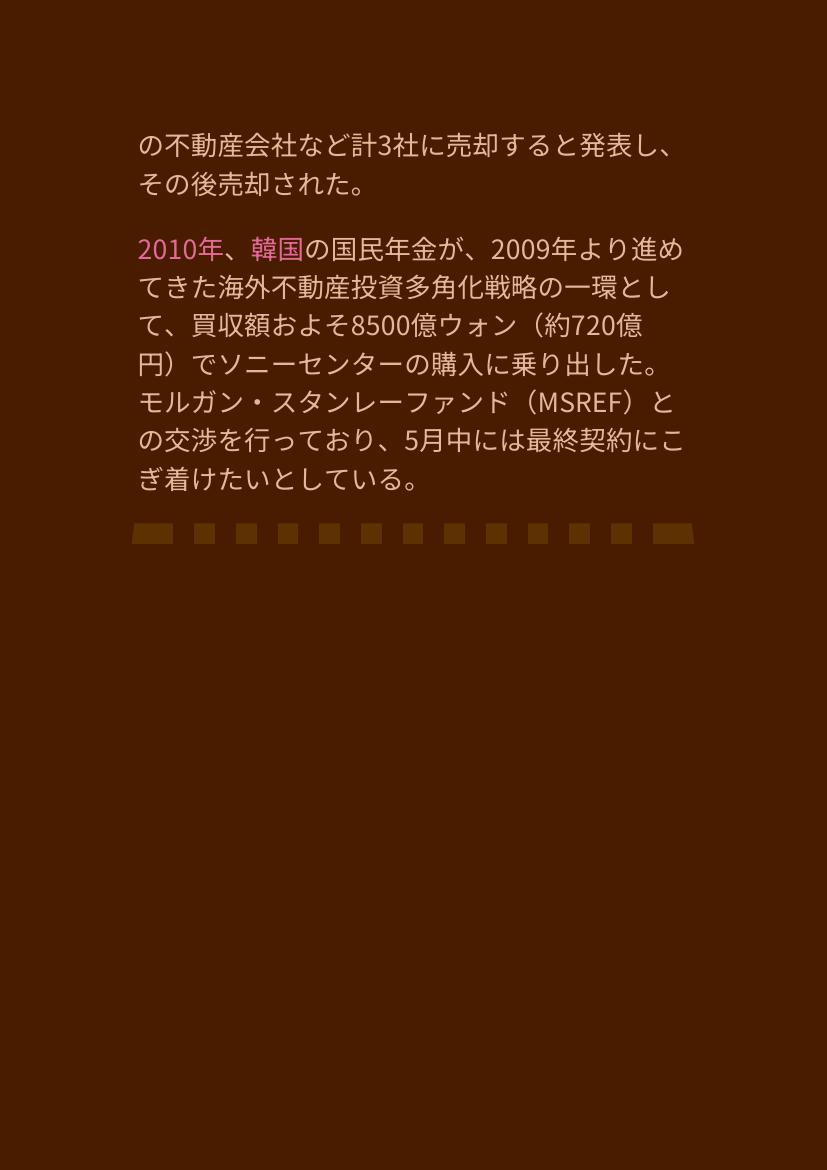 の不動産会社など計3社に売却すると発表し、
その後売却された。
2010年、韓国の国民年金が、2009年より進め
てきた海外不動産投資多角化戦略の一環とし
て、買収額およそ8500億ウォン（約720億
円）でソニーセンターの購入に乗り出した。
モルガン・スタンレーファンド（MSREF）と
の交渉を行っており、5月中には最終契約にこ
ぎ着けたいとしている。